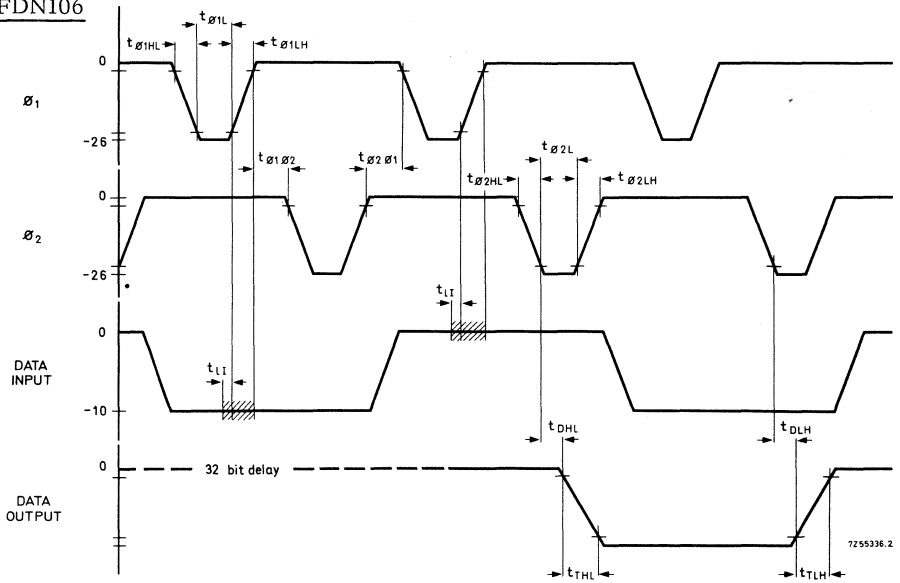 FDN106
tø1L
tø1HL
tø1LH
0
ø1
-26
tø1ø2
tø2ø1
tø2L
tø2HL
tø2LH
0
ø2
-26
tLI
0
DATA
INPUT
tLI
-10
tDHL
tDLH
0
32 bit delay
DATA
OUTPUT
7Z55336.2
tTHL
tTLH